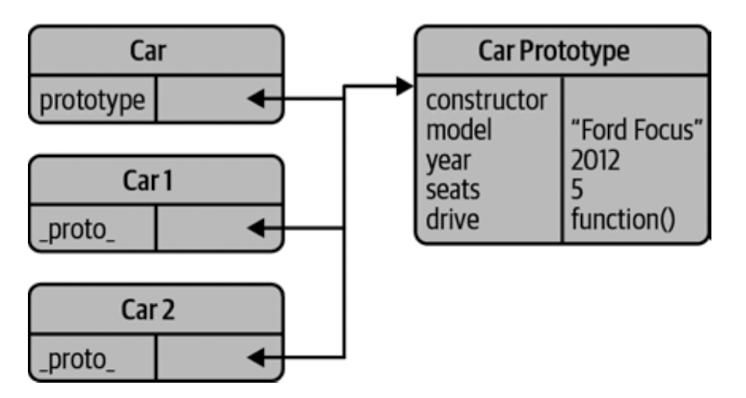 Car
prototype
Car 1
_proto_
Car 2
_proto_
Car Prototype
constructor
model "Ford Focus"
year 2012
seats 5
drive function()